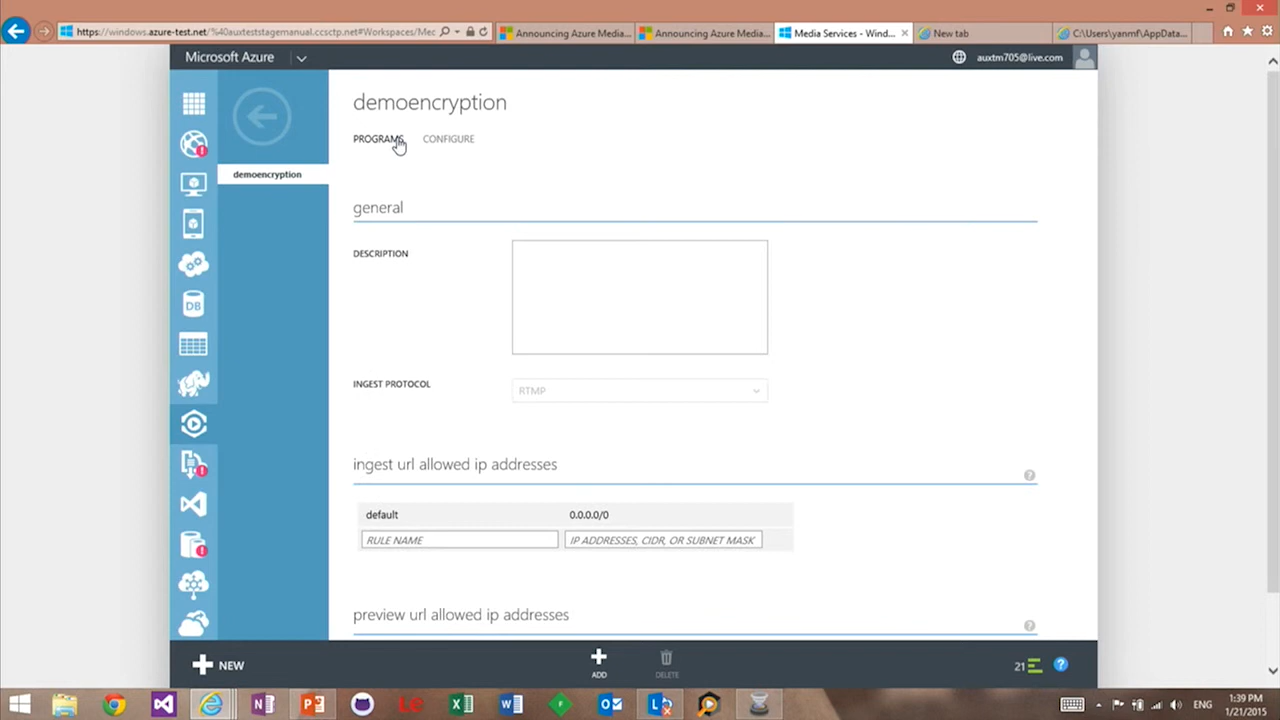 https://windows.azure-test.net/%40auxteststagemanual.ccsctp.net#Workspaces/Mec
Announcing Azure Media...
Announcing Azure Media...
Media Services - Wind...
New tab
C:\Users\yanmf\AppData...
Microsoft Azure
auxtm705@live.com
demoencryption
PROGRAMS
CONFIGURE
demoencryption
general
DESCRIPTION
INGEST PROTOCOL
RTMP
ingest url allowed ip addresses
default
0.0.0.0/0
RULE NAME
IP ADDRESSES, CIDR, OR SUBNET MASK
preview url allowed ip addresses
DB
NEW
ADD
DELETE
21
ENG
1:39 PM
1/21/2015